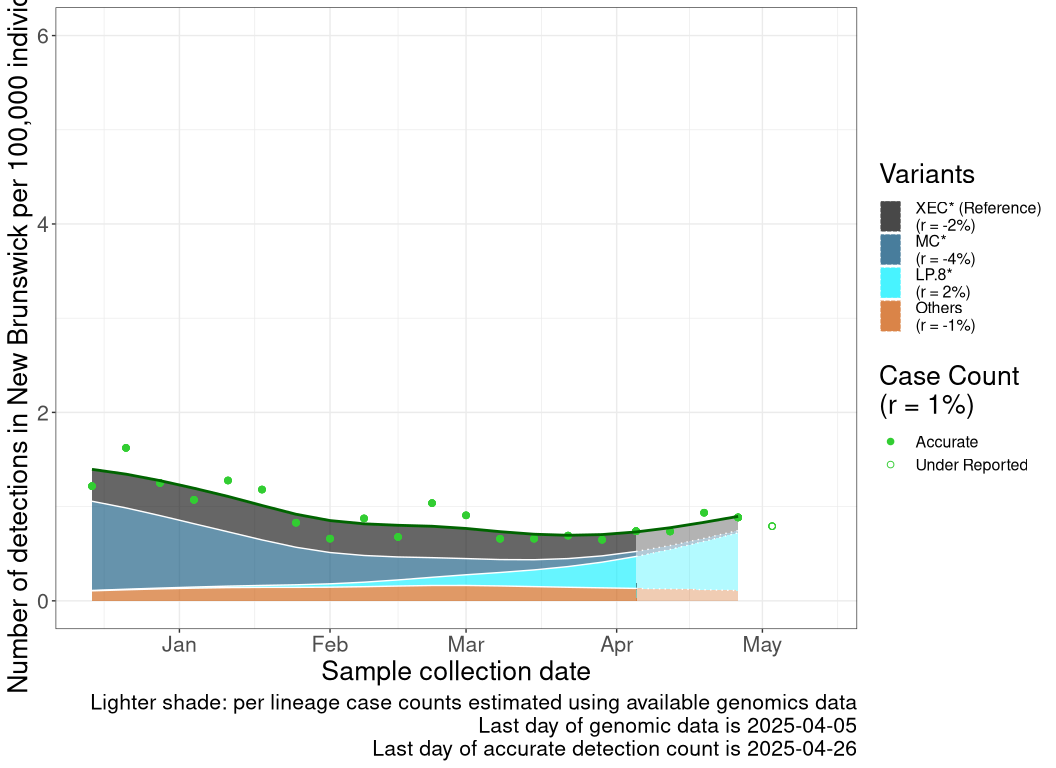 Number of detections in New Brunswick per 100,000
6
4
2
0
Jan Feb Mar Apr May
Sample collection date
Lighter shade: per lineage case counts estimated using available genomics data
Last day of genomic data is 2025-04-05
Last day of accurate detection count is 2025-04-26
Variants
XEC* (Reference)
(r = -2%)
MC*
(r = -4%)
LP.8*
(r = 2%)
Others
(r = -1%)
Case Count
(r = 1%)
Accurate
Under Reported